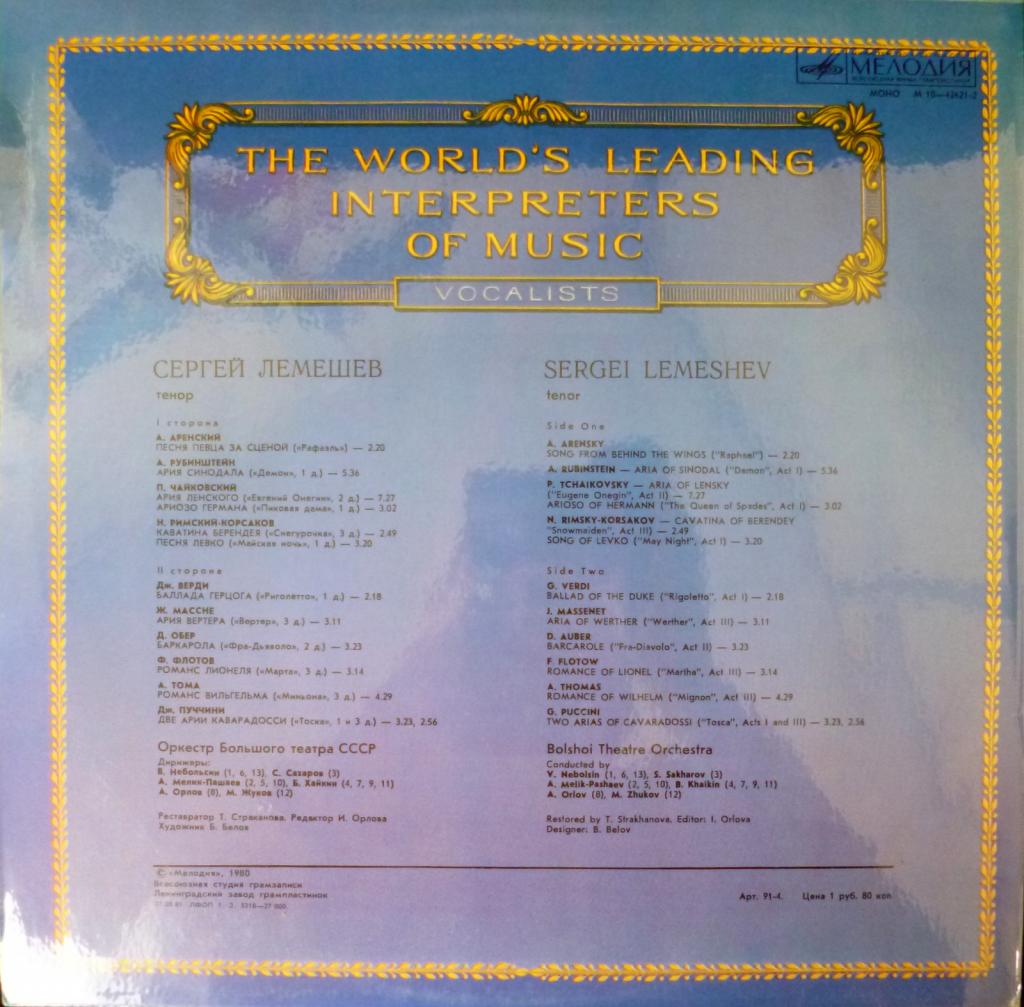 МЕЛОДИЯ
МОНО М 10—42621-2
THE WORLD'S LEADING
INTERPRETERS
OF MUSIC
VOCALISTS
СЕРГЕЙ ЛЕМЕШЕВ
тенор
I сторона
А. АРЕНСКИЙ
ПЕСНЯ ПЕВЦА ЗА СЦЕНОЙ («Рафаэль») — 2.20
А. РУБИНШТЕЙН
АРИЯ СИНОДАЛА («Демон», 1 д.) — 5.36
П. ЧАЙКОВСКИЙ
АРИЯ ЛЕНСКОГО («Евгений Онегин», 2 д.) — 7.27
АРИОЗО ГЕРМАНА («Пиковая дама», 1 д.) — 3.02
Н. РИМСКИЙ-КОРСАКОВ
КАВАТИНА БЕРЕНДЕЯ («Снегурочка», 3 д.) — 2.49
ПЕСНЯ ЛЕВКО («Майская ночь», 1 д.) — 3.20
II сторона
Дж. ВЕРДИ
БАЛЛАДА ГЕРЦОГА («Риголетто», 1 д.) — 2.18
Ж. МАССНЕ
АРИЯ ВЕРТЕРА («Вертер», 3 д.) — 3.11
Д. ОБЕР
БАРКАРОЛА («Фра-Дьяволо», 2 д.) — 3.23
Ф. ФЛОТОВ
РОМАНС ЛИОНЕЛЯ («Марта», 3 д.) — 3.14
А. ТОМА
РОМАНС ВИЛЬГЕЛЬМА («Миньона», 3 д.) — 4.29
Дж. ПУЧЧИНИ
ДВЕ АРИИ КАВАРАДОССИ («Тоска», 1 и 3 д.) — 3.23, 2.56
Оркестр Большого театра СССР
Дирижеры:
В. Небольсин (1, 6, 13), С. Сахаров (3)
А. Мелик-Пашаев (2, 5, 10), Б. Хайкин (4, 7, 9, 11)
А. Орлов (8), М. Жуков (12)
Реставратор Т. Страканова. Редактор И. Орлова
Художник Б. Белов
SERGEI LEMESHEV
tenor
Side One
A. ARENSKY
SONG FROM BEHIND THE WINGS ("Raphael") — 2.20
A. RUBINSTEIN — ARIA OF SINODAL ("Demon", Act I) — 5.36
P. TCHAIKOVSKY — ARIA OF LENSKY
("Eugene Onegin", Act II) — 7.27
ARIOSO OF HERMANN ("The Queen of Spades", Act I) — 3.02
N. RIMSKY-KORSAKOV — CAVATINA OF BERENDEY
"Snowmaiden", Act III) — 2.49
SONG OF LEVKO ("May Night", Act I) — 3.20
Side Two
G. VERDI
BALLAD OF THE DUKE ("Rigoletto", Act I) — 2.18
J. MASSENET
ARIA OF WERTHER ("Werther", Act III) — 3.11
D. AUBER
BARCAROLE ("Fra-Diavolo", Act II) — 3.23
F. FLOTOW
ROMANCE OF LIONEL ("Martha", Act III) — 3.14
A. THOMAS
ROMANCE OF WILHELM ("Mignon", Act III) — 4.29
G. PUCCINI
TWO ARIAS OF CAVARADOSSI ("Tosca", Acts I and III) — 3.23, 2.56
Bolshoi Theatre Orchestra
Conducted by
V. Nebolsin (1, 6, 13), S. Sakharov (3)
A. Melik-Pashaev (2, 5, 10), B. Khaikin (4, 7, 9, 11)
A. Orlov (8), M. Zhukov (12)
Restored by T. Strakhanova. Editor: I. Orlova
Designer: B. Belov
© «Мелодия», 1980
Всесоюзная студия грамзаписи
Ленинградский завод грампластинок
Арт. 91-4. Цена 1 руб. 80 коп.